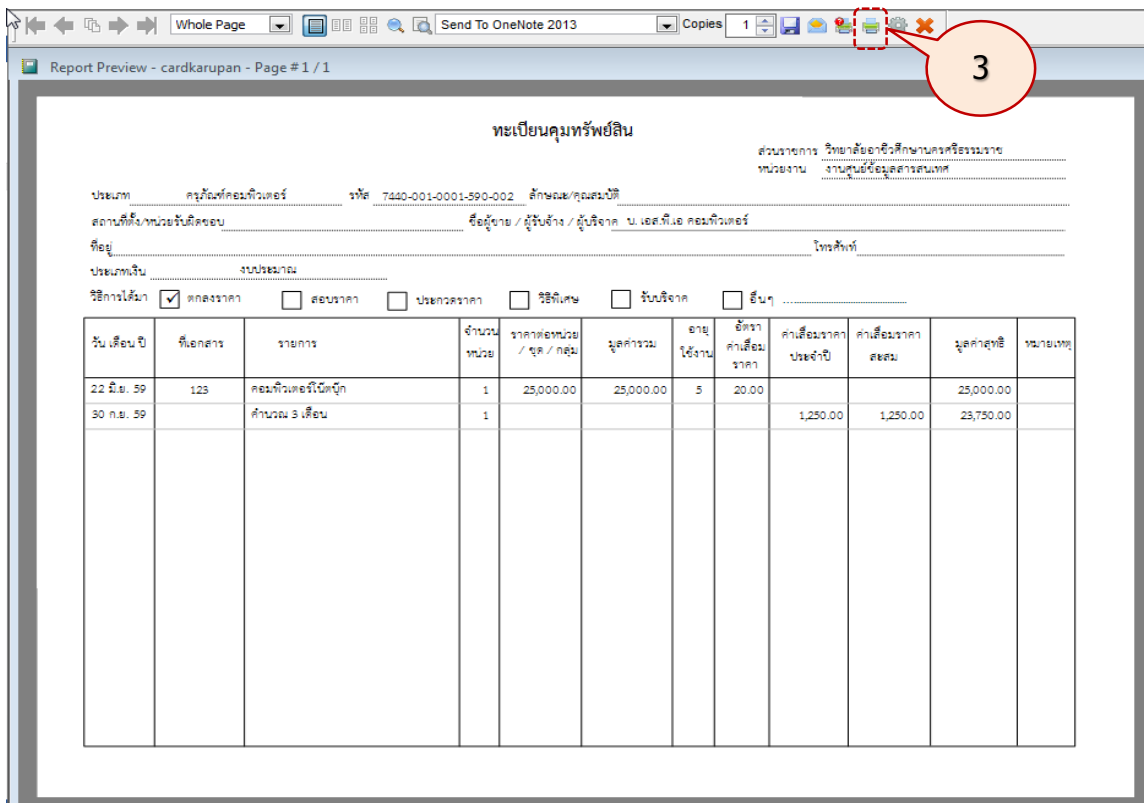 Whole Page Send To OneNote 2013 Copies 1
3
Report Preview - cardkarupan - Page # 1 / 1
ทะเบียนคุมทรัพย์สิน
ส่วนราชการ วิทยาลัยอาชีวศึกษานครศรีธรรมราช
หน่วยงาน งานศูนย์ข้อมูลสารสนเทศ
ประเภท ครุภัณฑ์คอมพิวเตอร์ รหัส 7440-001-0001-590-002 ลักษณะ/คุณสมบัติ
สถานที่ตั้ง/หน่วยรับผิดชอบ ชื่อผู้ขาย / ผู้รับจ้าง / ผู้บริจาค บ. เอส.พี.เอ คอมพิวเตอร์
ที่อยู่ โทรศัพท์
ประเภทเงิน งบประมาณ
วิธีการได้มา ✓ ตกลงราคา สอบราคา ประกวดราคา วิธีพิเศษ รับบริจาค อื่นๆ
วัน เดือน ปี ที่เอกสาร รายการ จำนวน หน่วย ราคาต่อหน่วย / ชุด / กลุ่ม มูลค่ารวม อายุ ใช้งาน อัตรา ค่าเสื่อม ราคา ค่าเสื่อมราคา ประจำปี ค่าเสื่อมราคา สะสม มูลค่าสุทธิ หมายเหตุ
22 มิ.ย. 59 123 คอมพิวเตอร์โน๊ตบุ๊ก 1 25,000.00 25,000.00 5 20.00 25,000.00
30 ก.ย. 59 คำนวณ 3 เดือน 1 1,250.00 1,250.00 23,750.00